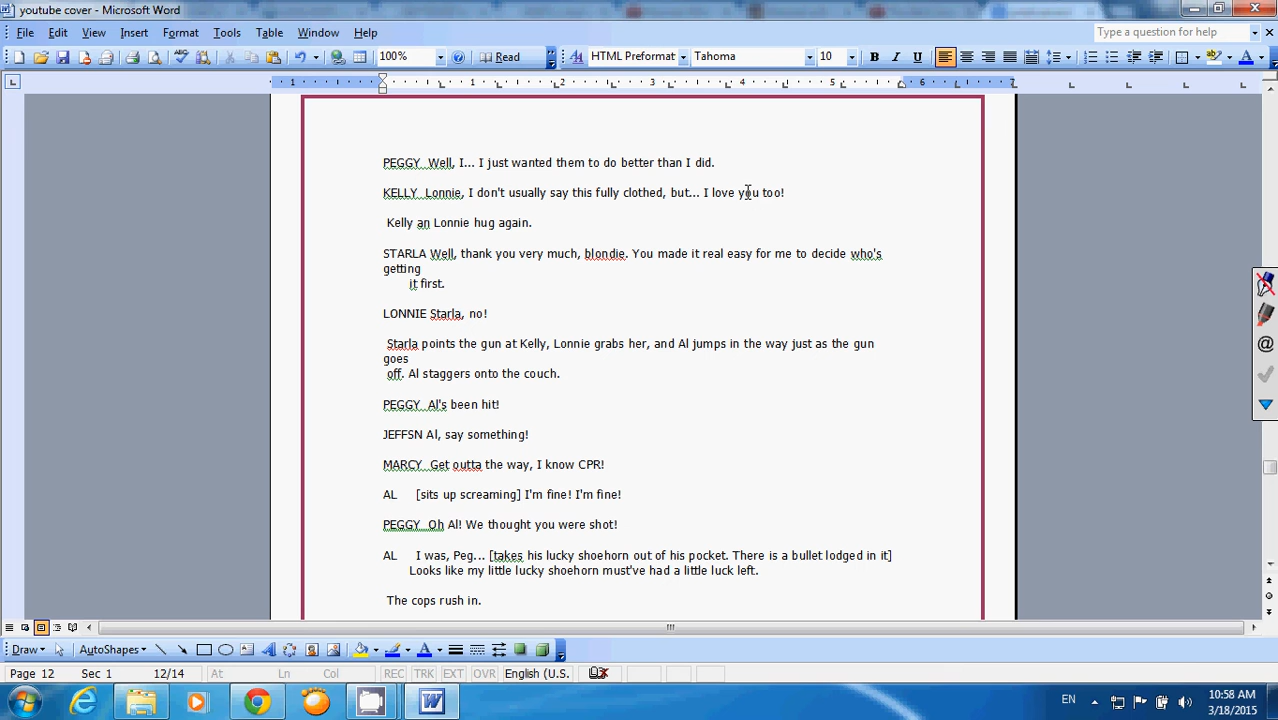 youtube cover - Microsoft Word
File Edit View Insert Format Tools Table Window Help
Type a question for help
100% Read HTML Preformat Tahoma 10 B I U
1 1 2 3 4 5 6 7
PEGGY Well, I... I just wanted them to do better than I did.
KELLY Lonnie, I don't usually say this fully clothed, but... I love you too!
Kelly an Lonnie hug again.
STARLA Well, thank you very much, blondie. You made it real easy for me to decide who's
getting
it first.
LONNIE Starla, no!
Starla points the gun at Kelly, Lonnie grabs her, and Al jumps in the way just as the gun
goes
off. Al staggers onto the couch.
PEGGY Al's been hit!
JEFFSN Al, say something!
MARCY Get outta the way, I know CPR!
AL [sits up screaming] I'm fine! I'm fine!
PEGGY Oh Al! We thought you were shot!
AL I was, Peg... [takes his lucky shoehorn out of his pocket. There is a bullet lodged in it]
Looks like my little lucky shoehorn must've had a little luck left.
The cops rush in.
Draw AutoShapes
Page 12 Sec 1 12/14 At Ln Col REC TRK EXT OVR English (U.S.
EN 10:58 AM
3/18/2015